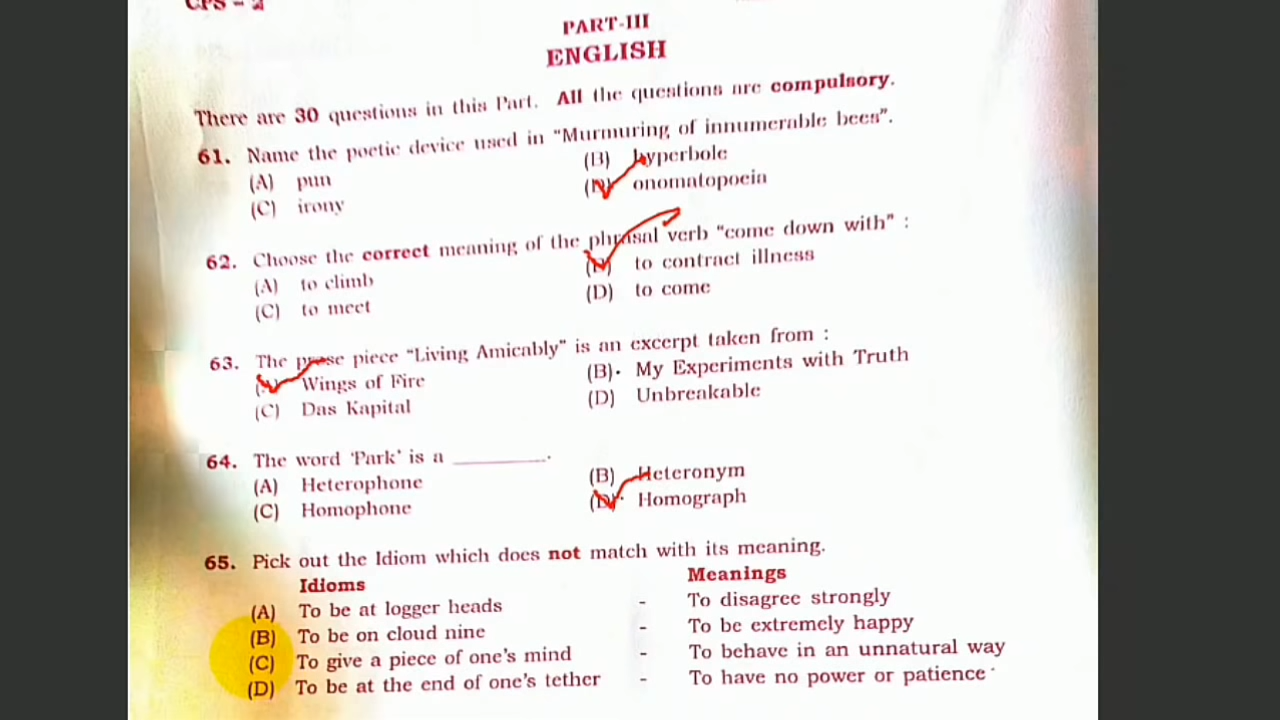 CPS – 2
PART-III
ENGLISH
There are 30 questions in this Part. All the questions are compulsory.
61. Name the poetic device used in “Murmuring of innumerable bees”.
(A) pun (B) hyperbole
(C) irony (D) onomatopoeia
62. Choose the correct meaning of the phrasal verb “come down with” :
(A) to climb (B) to contract illness
(C) to meet (D) to come
63. The prose piece “Living Amicably” is an excerpt taken from :
(A) Wings of Fire (B) My Experiments with Truth
(C) Das Kapital (D) Unbreakable
64. The word ‘Park’ is a ________.
(A) Heterophone (B) Heteronym
(C) Homophone (D) Homograph
65. Pick out the Idiom which does not match with its meaning.
Idioms Meanings
(A) To be at logger heads - To disagree strongly
(B) To be on cloud nine - To be extremely happy
(C) To give a piece of one’s mind - To behave in an unnatural way
(D) To be at the end of one’s tether - To have no power or patience